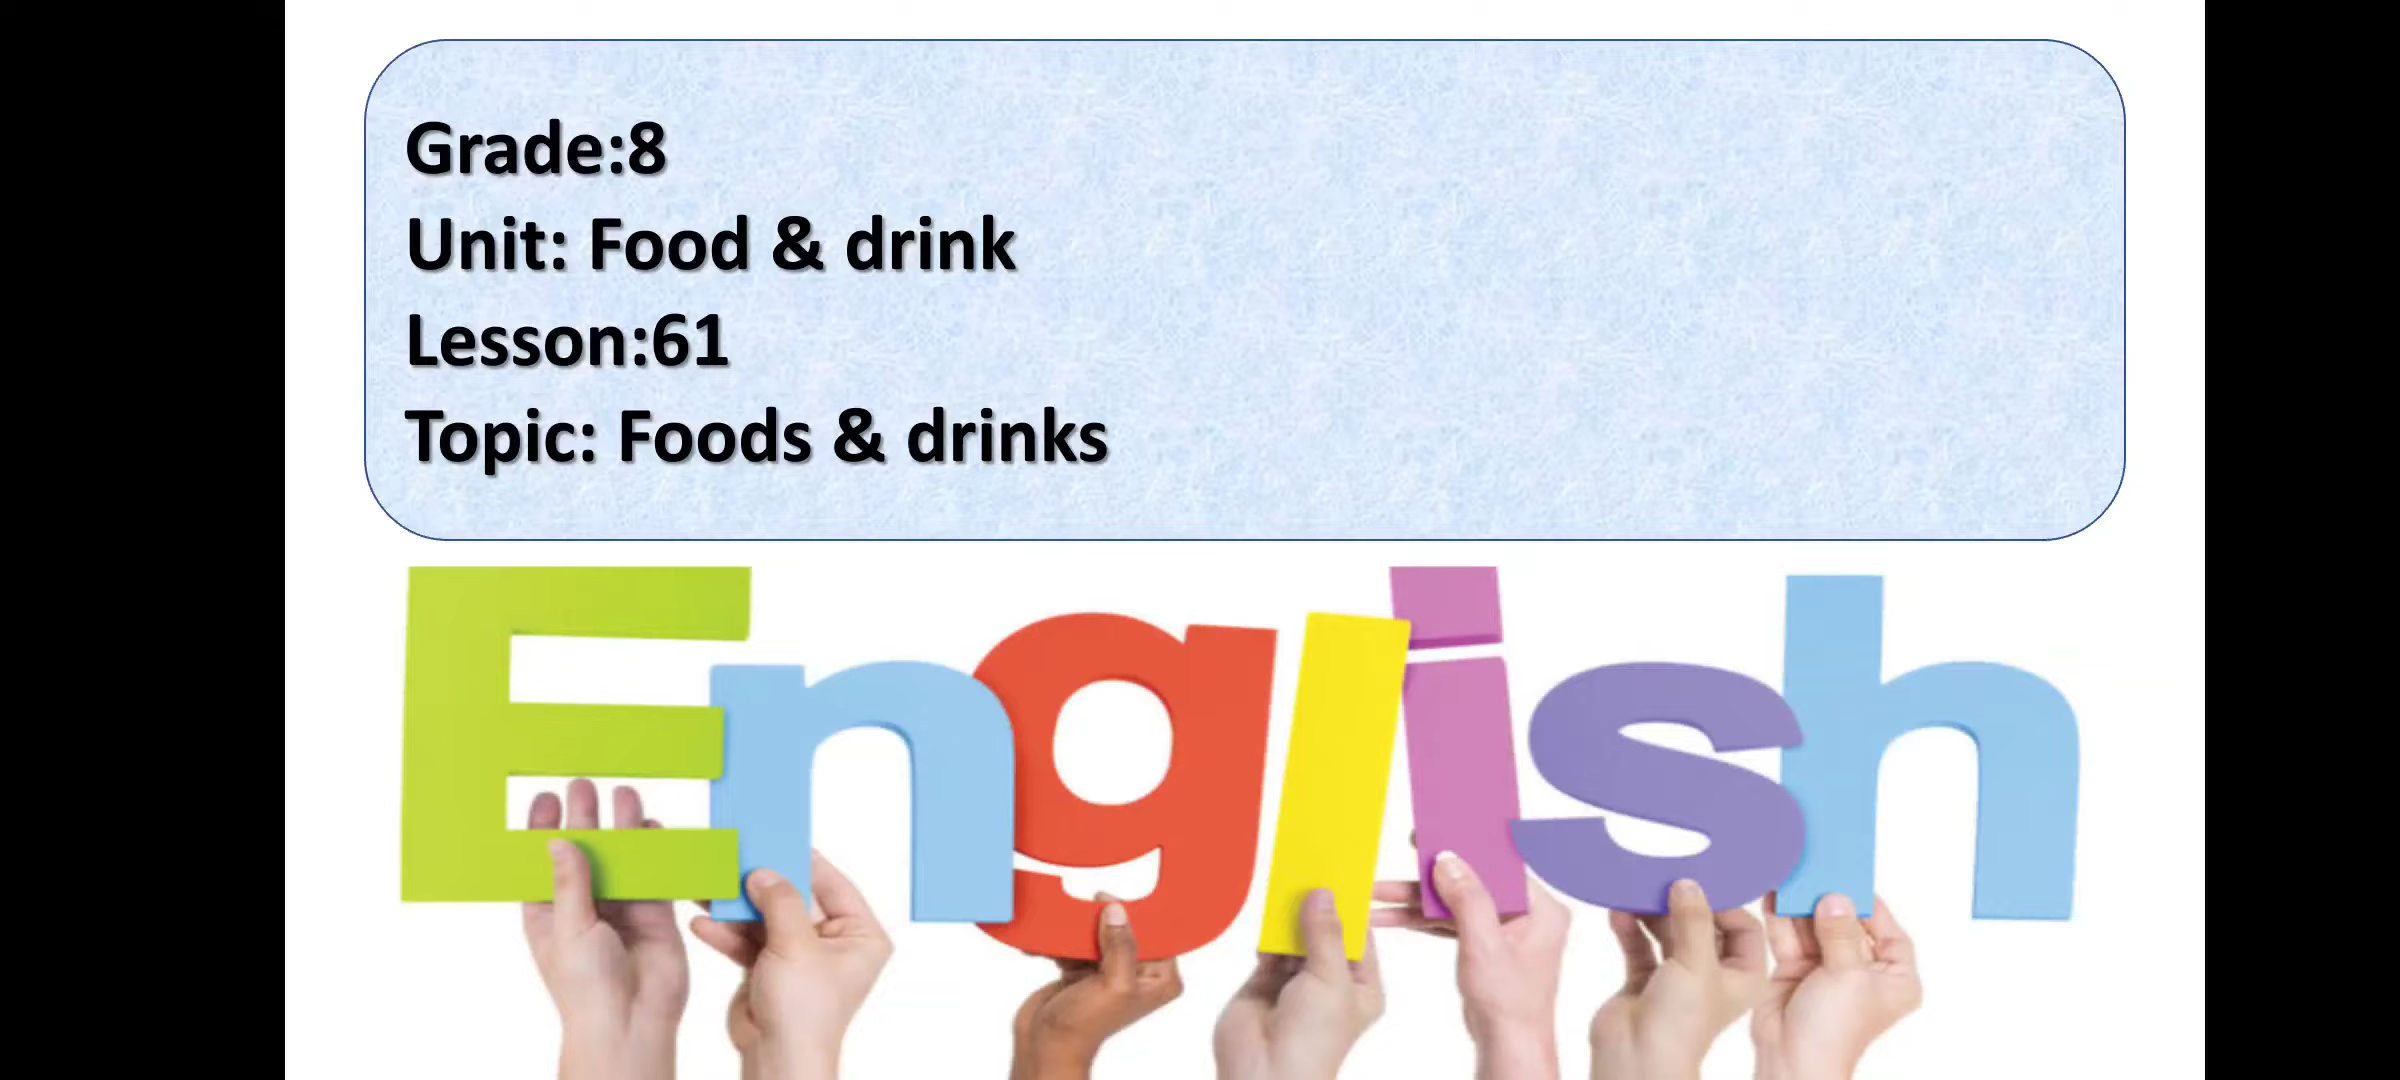 Grade:8
Unit: Food & drink
Lesson:61
Topic: Foods & drinks
English